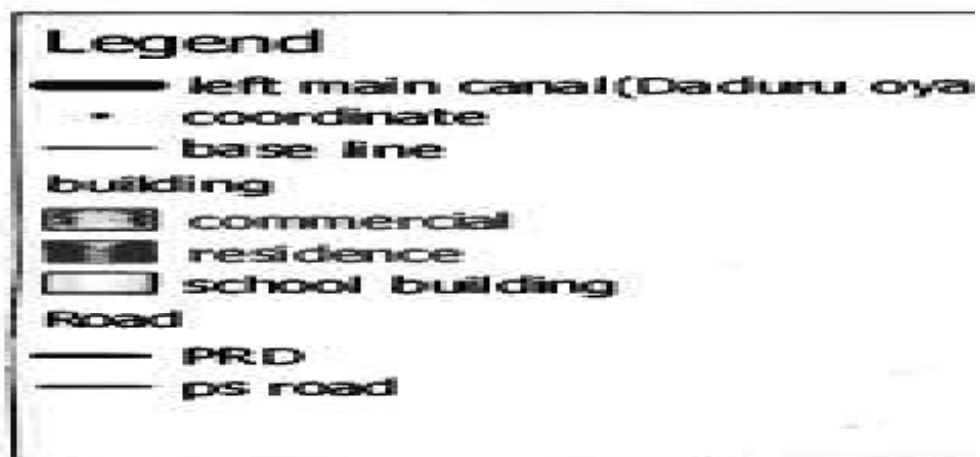 Legend
left main canal(Daduru oya
coordinate
base line
building
commercial
residence
school building
Road
PRD
ps road